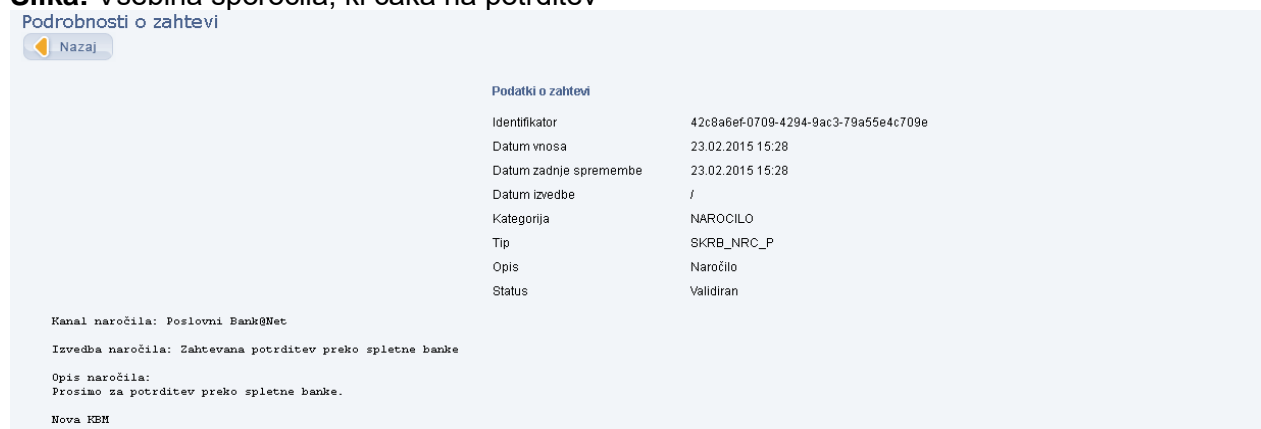 Slika: Vsebina sporočila, ki čaka na potrditev
Podrobnosti o zahtevi
Nazaj
Podatki o zahtevi
Identifikator 42c8a6ef-0709-4294-9ac3-79a55e4c709e
Datum vnosa 23.02.2015 15:28
Datum zadnje spremembe 23.02.2015 15:28
Datum izvedbe /
Kategorija NAROCILO
Tip SKRB_NRC_P
Opis Naročilo
Status Validiran
Kanal naročila: Poslovni Bank@Net
Izvedba naročila: Zahtevana potrditev preko spletne banke
Opis naročila:
Prosimo za potrditev preko spletne banke.
Nova KBM